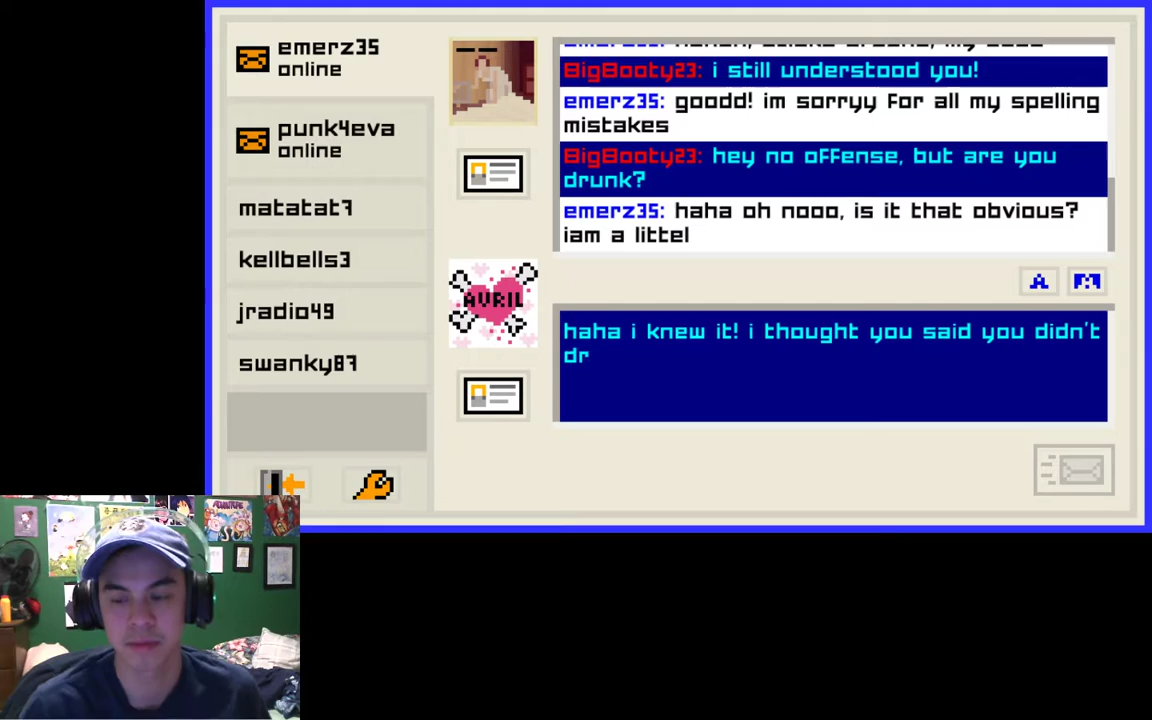 emerz35
online
punk4eva
online
matatat7
kellbells3
jradio49
swanky87
BigBooty23: i still understood you!
emerz35: goodd! im sorryy For all my spelling
mistakes
BigBooty23: hey no oFFense, but are you
drunk?
emerz35: haha oh nooo, is it that obvious?
iam a littel
A
AVRIL
haha i knew it! i thought you said you didn't
dr